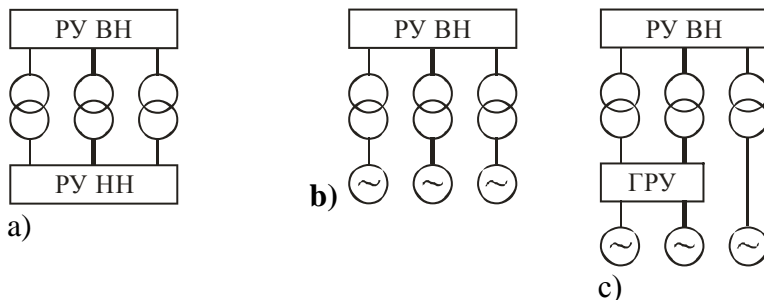 РУ ВН
РУ НН
a)
РУ ВН
b)
РУ ВН
ГРУ
c)